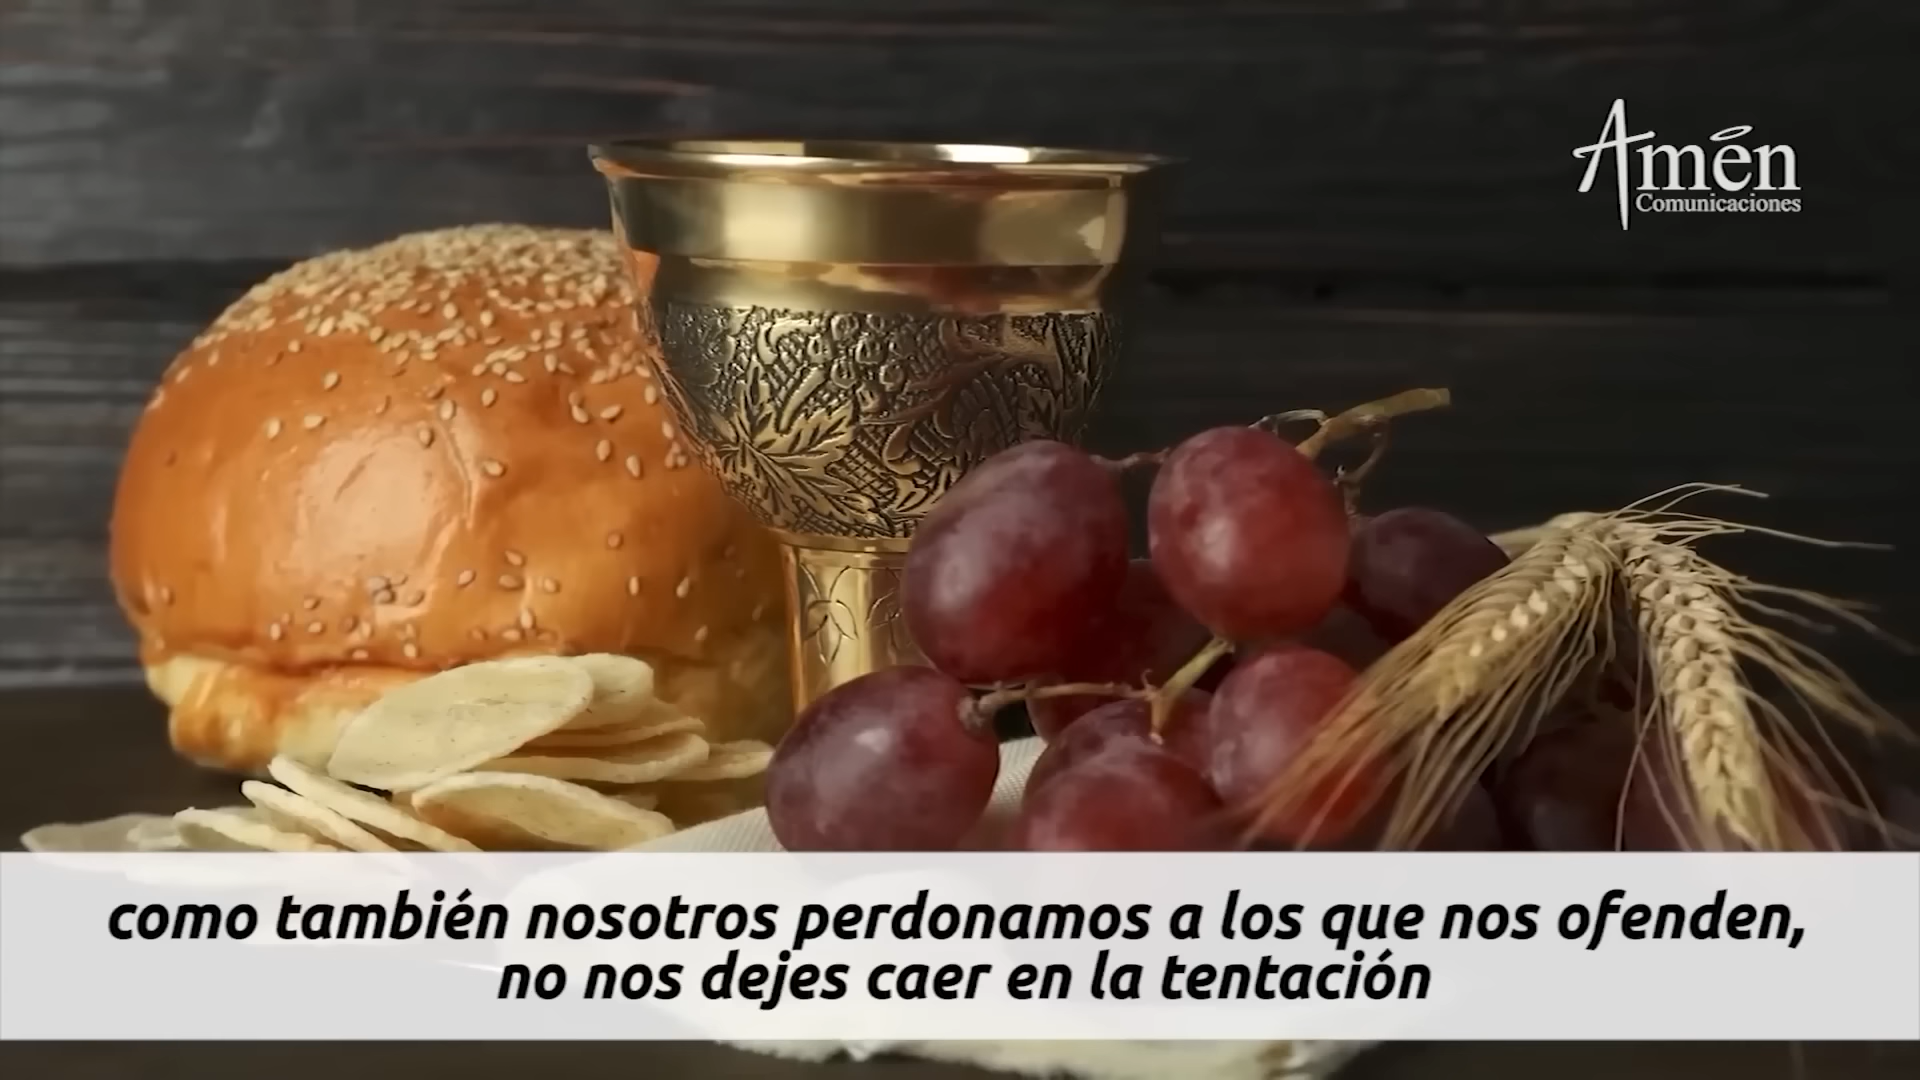 Amén
Comunicaciones
como también nosotros perdonamos a los que nos ofenden,
no nos dejes caer en la tentación